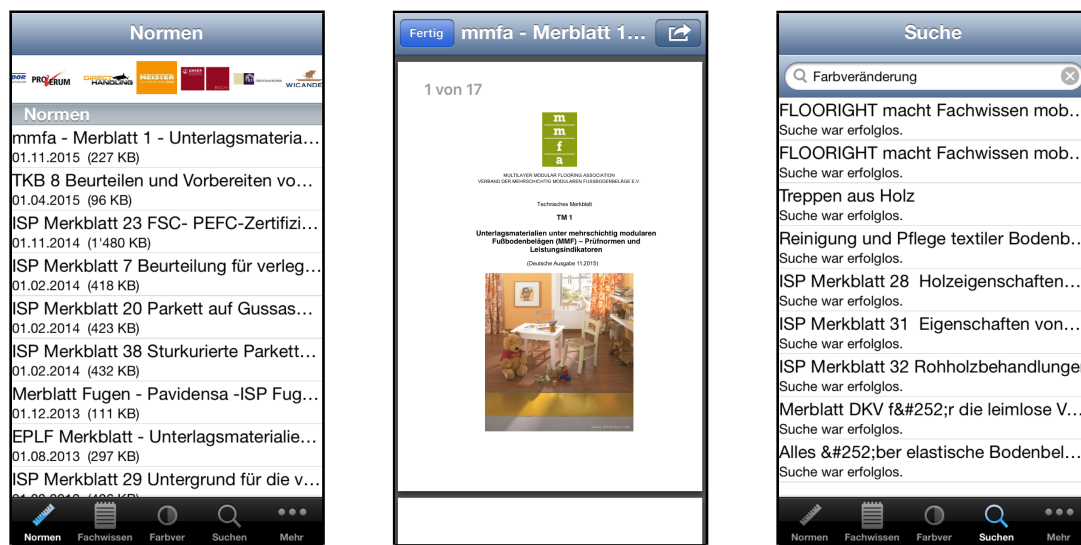 Normen
PROVERUM
DIRECT HANDLING
MEISTER
WICANDE
Normen
mmfa - Merblatt 1 - Unterlagsmateria…
01.11.2015 (227 KB)
TKB 8 Beurteilen und Vorbereiten vo…
01.04.2015 (96 KB)
ISP Merkblatt 23 FSC- PEFC-Zertifizi…
01.11.2014 (1'480 KB)
ISP Merkblatt 7 Beurteilung für verleg…
01.02.2014 (418 KB)
ISP Merkblatt 20 Parkett auf Gussas…
01.02.2014 (423 KB)
ISP Merkblatt 38 Sturkurierte Parkett…
01.02.2014 (432 KB)
Merblatt Fugen - Pavidensa -ISP Fug…
01.12.2013 (111 KB)
EPLF Merkblatt - Unterlagsmaterialie…
01.08.2013 (297 KB)
ISP Merkblatt 29 Untergrund für die v…
Normen Fachwissen Farbver Suchen Mehr
Fertig mmfa - Merblatt 1…
1 von 17
m
m
f
a
MULTILAYER MODULAR FLOORING ASSOCIATION
VERBAND DER MEHRSCHICHTIG MODULAREN FUSSBODENBELÄGE E.V.
Technisches Merkblatt
TM 1
Unterlagsmaterialien unter mehrschichtig modularen
Fußbodenbelägen (MMF) – Prüfnormen und
Leistungsindikatoren
(Deutsche Ausgabe 11.2015)
Suche
Farbveränderung
FLOORIGHT macht Fachwissen mob…
Suche war erfolglos.
FLOORIGHT macht Fachwissen mob…
Suche war erfolglos.
Treppen aus Holz
Suche war erfolglos.
Reinigung und Pflege textiler Bodenb…
Suche war erfolglos.
ISP Merkblatt 28  Holzeigenschaften…
Suche war erfolglos.
ISP Merkblatt 31  Eigenschaften von…
Suche war erfolglos.
ISP Merkblatt 32 Rohholzbehandlunge
Suche war erfolglos.
Merblatt DKV f&#252;r die leimlose V…
Suche war erfolglos.
Alles &#252;ber elastische Bodenbel…
Suche war erfolglos.
Normen Fachwissen Farbver Suchen Mehr